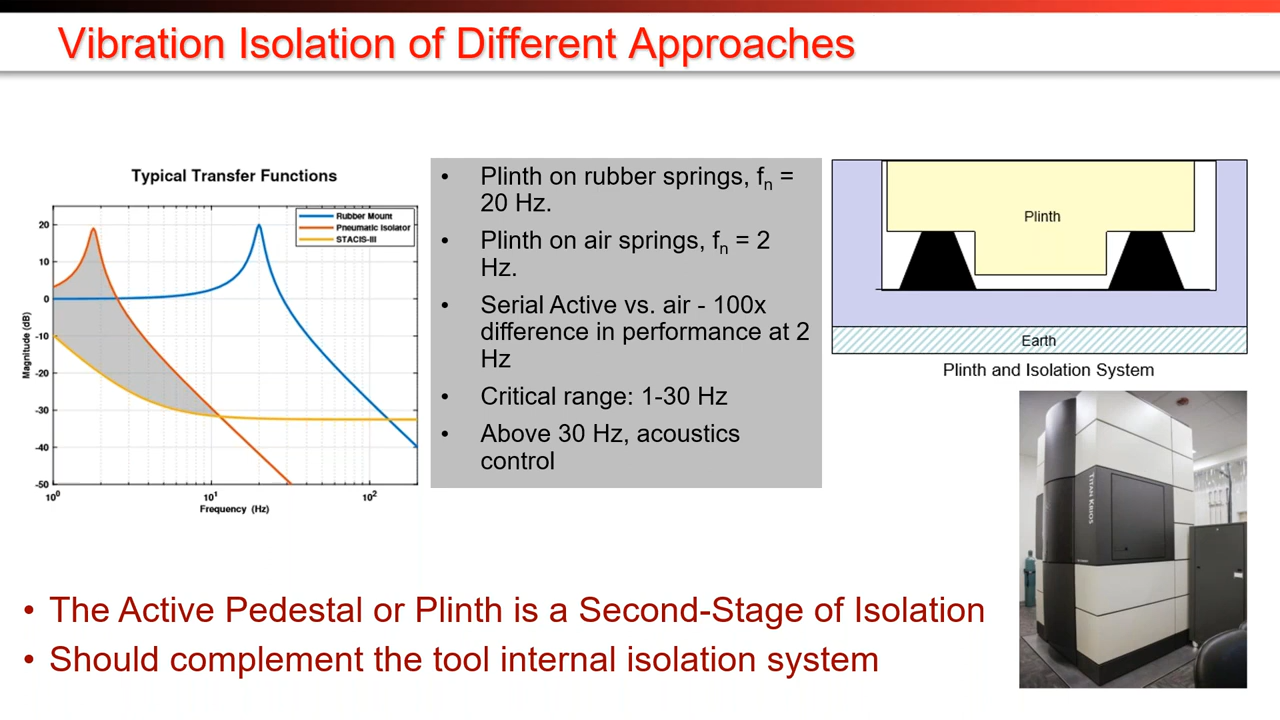 Vibration Isolation of Different Approaches
Typical Transfer Functions
Rubber Mount
Pneumatic Isolator
STACIS-III
20
10
0
-10
-20
-30
-40
-50
Magnitude (dB)
10⁰
10¹
10²
Frequency (Hz)
• Plinth on rubber springs, fₙ =
20 Hz.
• Plinth on air springs, fₙ = 2
Hz.
• Serial Active vs. air - 100x
difference in performance at 2
Hz
• Critical range: 1-30 Hz
• Above 30 Hz, acoustics
control
Plinth
Earth
Plinth and Isolation System
TITAN KRIOS
• The Active Pedestal or Plinth is a Second-Stage of Isolation
• Should complement the tool internal isolation system